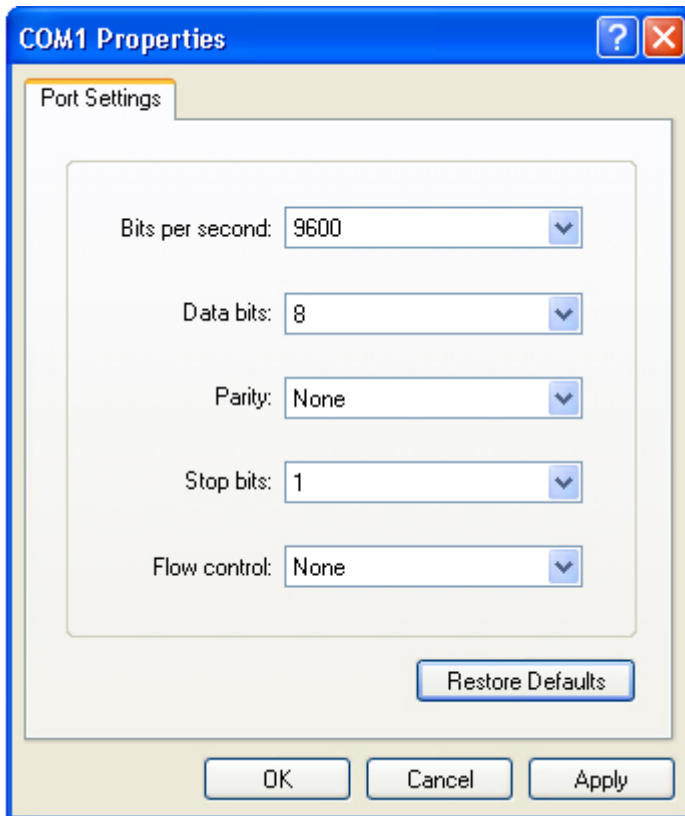 COM1 Properties
Port Settings
Bits per second: 9600
Data bits: 8
Parity: None
Stop bits: 1
Flow control: None
Restore Defaults
OK Cancel Apply